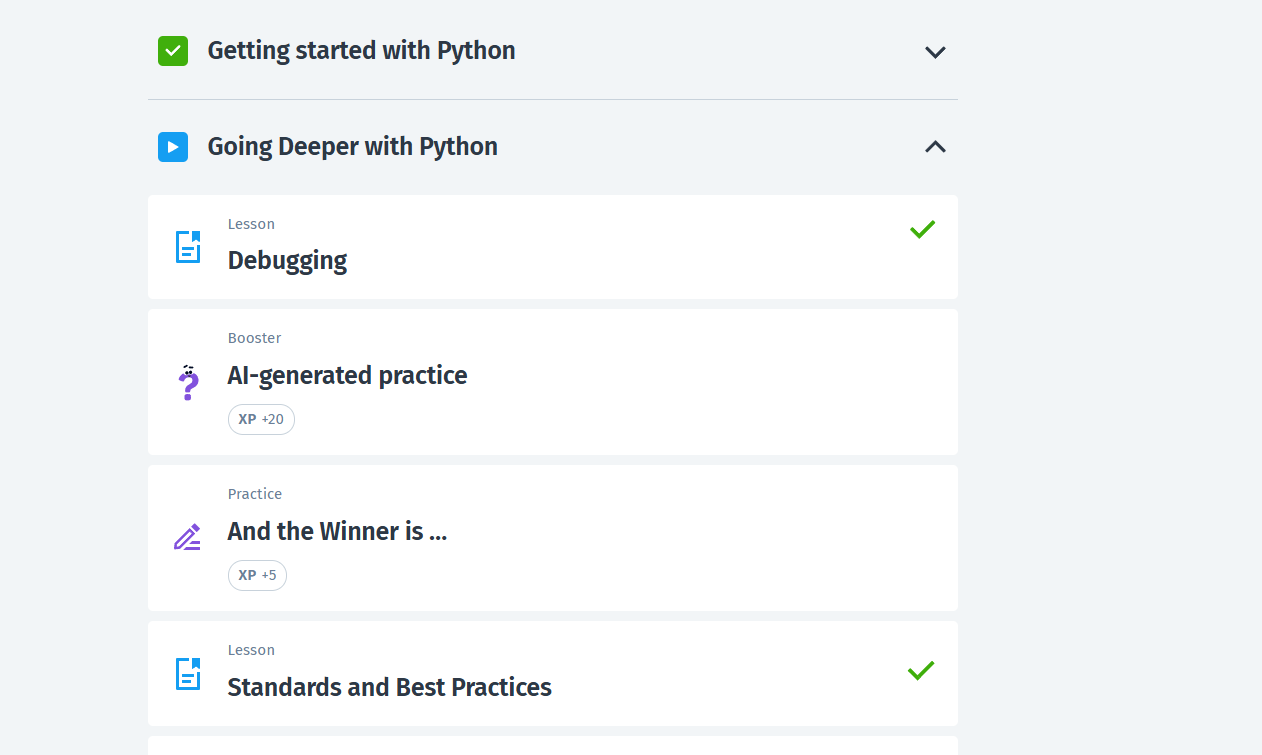 Getting started with Python
Going Deeper with Python
Lesson
Debugging
Booster
AI-generated practice
XP +20
Practice
And the Winner is ...
XP +5
Lesson
Standards and Best Practices